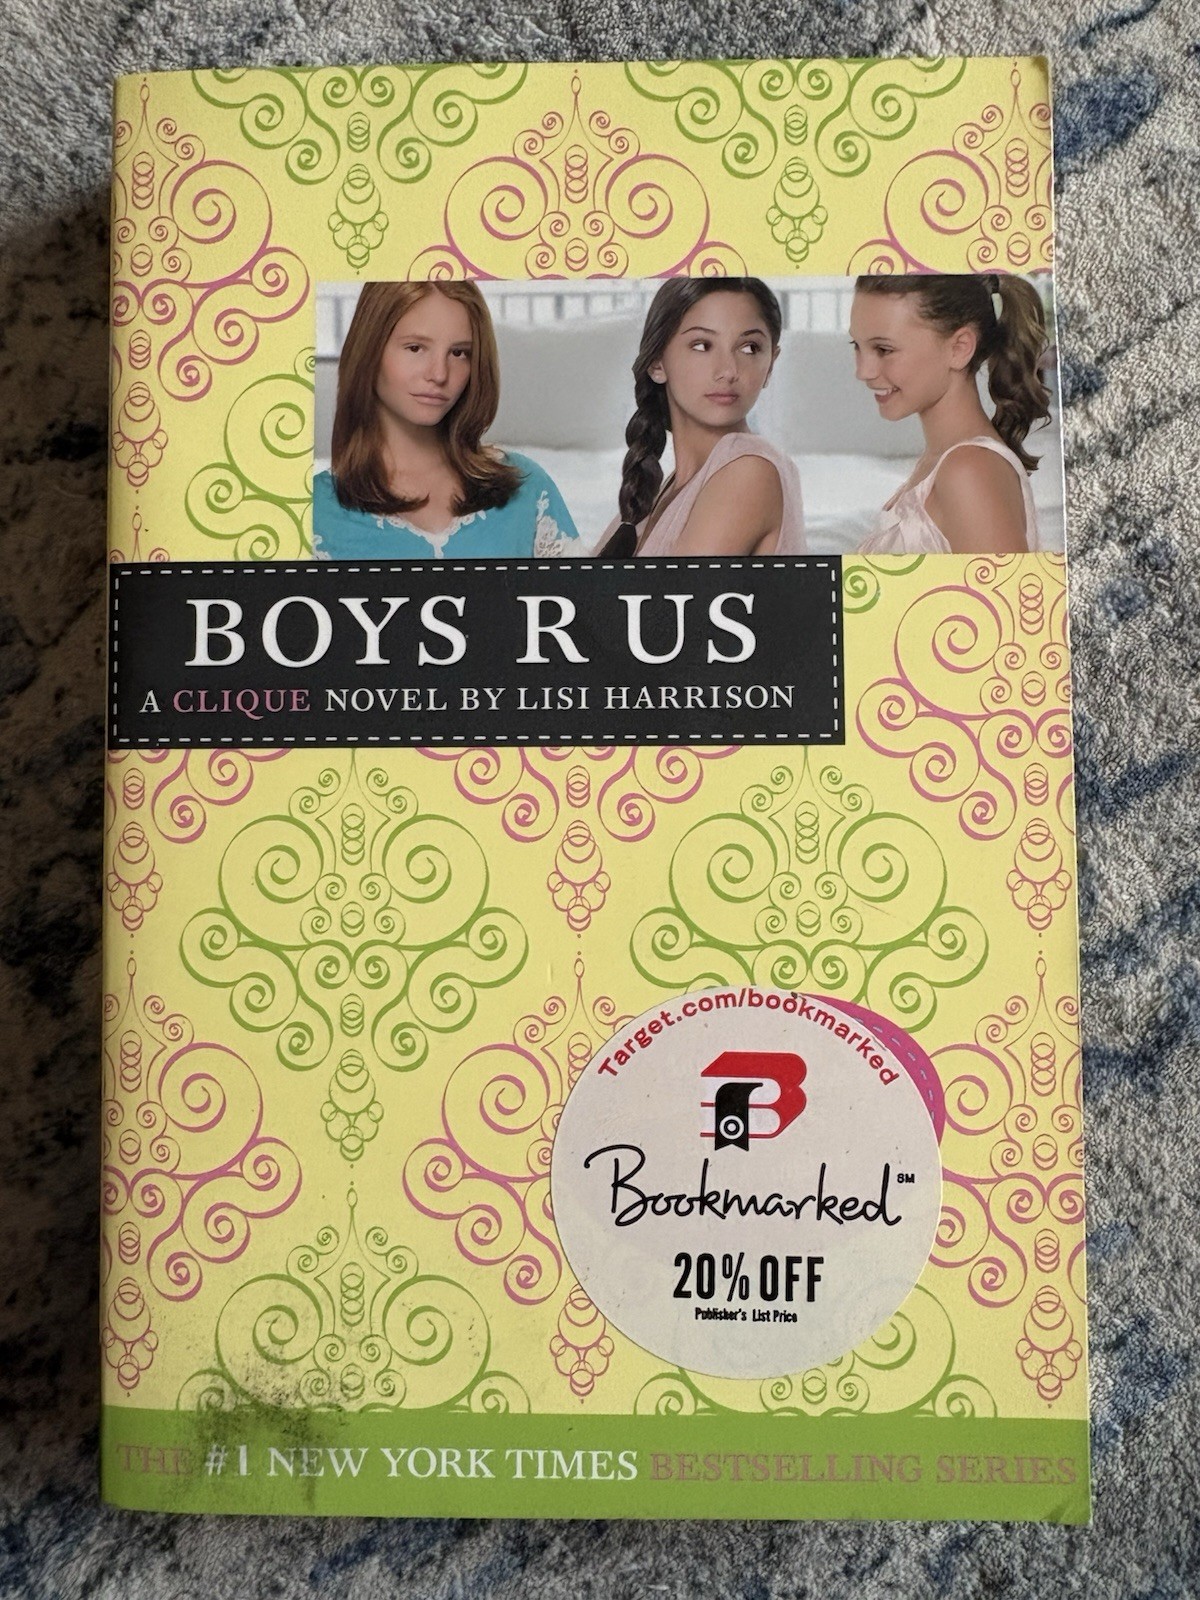 BOYS R US
A CLIQUE NOVEL BY LISI HARRISON
Target.com/bookmarked
B
Bookmarked℠
20% OFF
Publisher's List Price
THE #1 NEW YORK TIMES BESTSELLING SERIES